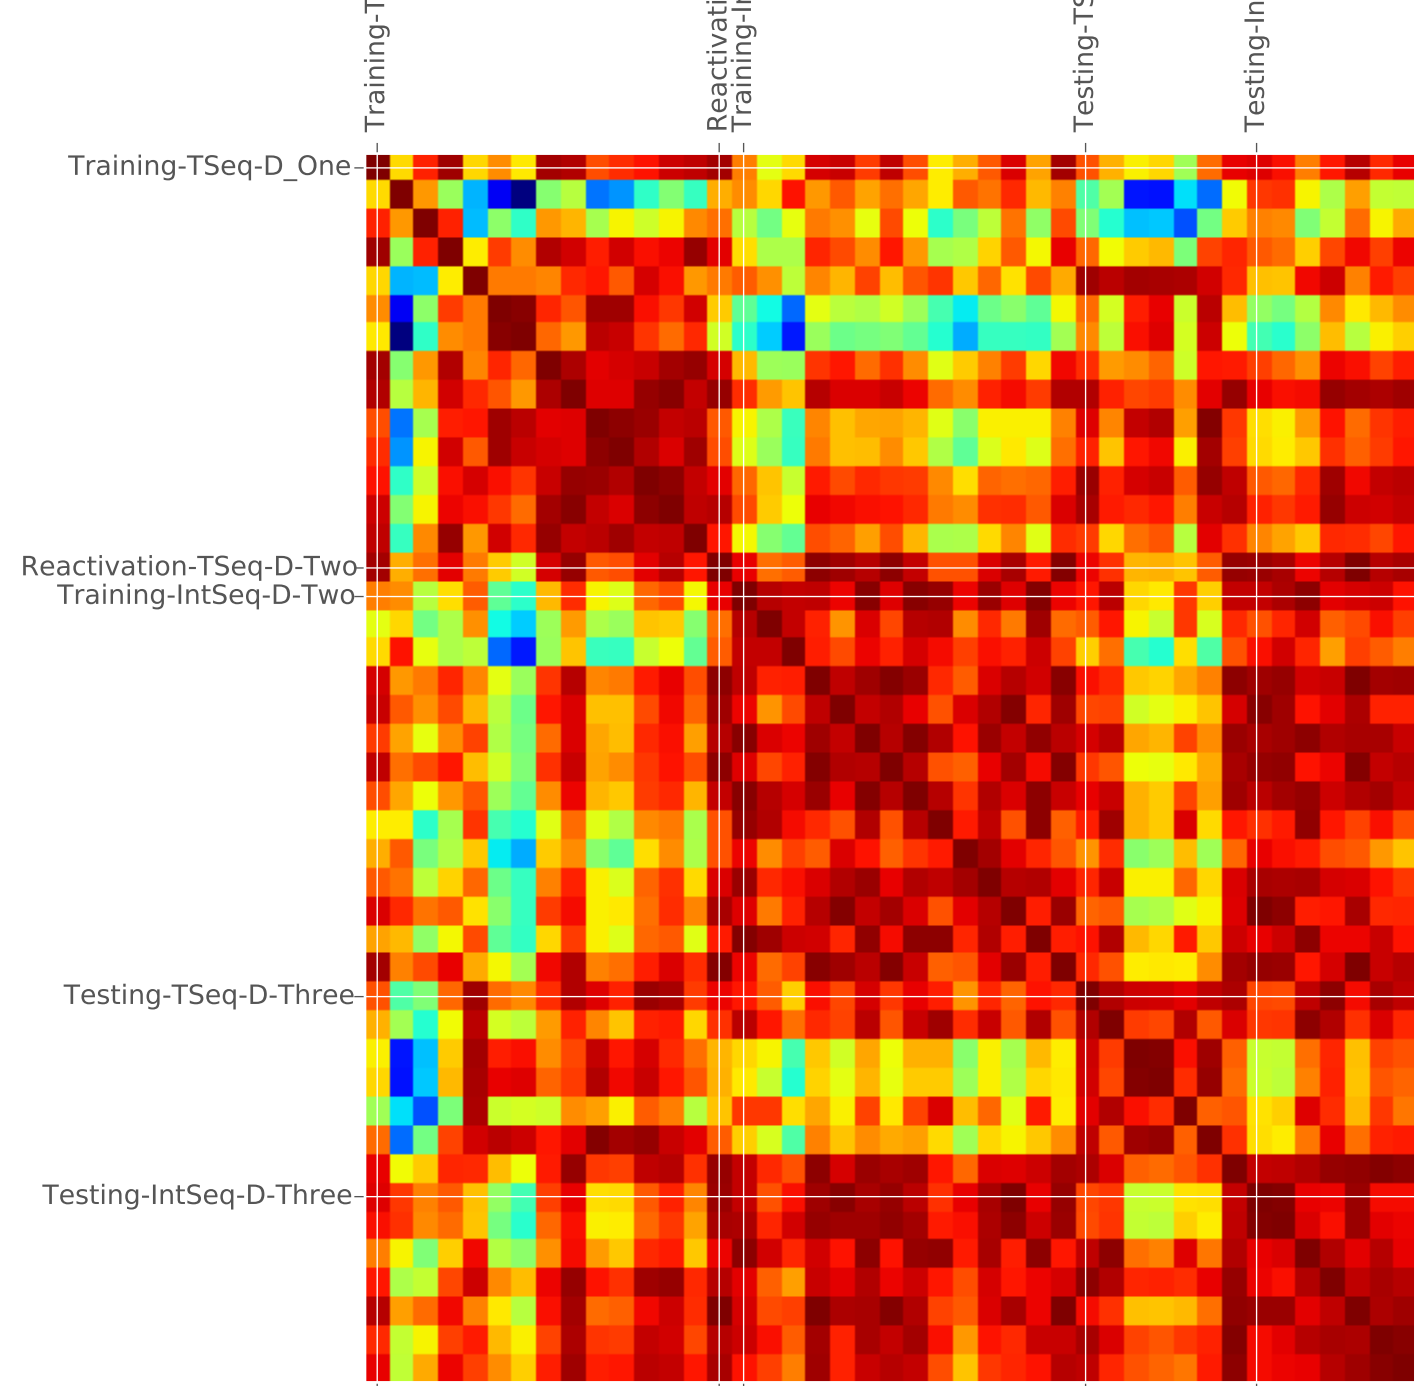 Training-T
Reactivati
Training-I
Testing-TS
Testing-In
Training-TSeq-D_One
Reactivation-TSeq-D-Two
Training-IntSeq-D-Two
Testing-TSeq-D-Three
Testing-IntSeq-D-Three